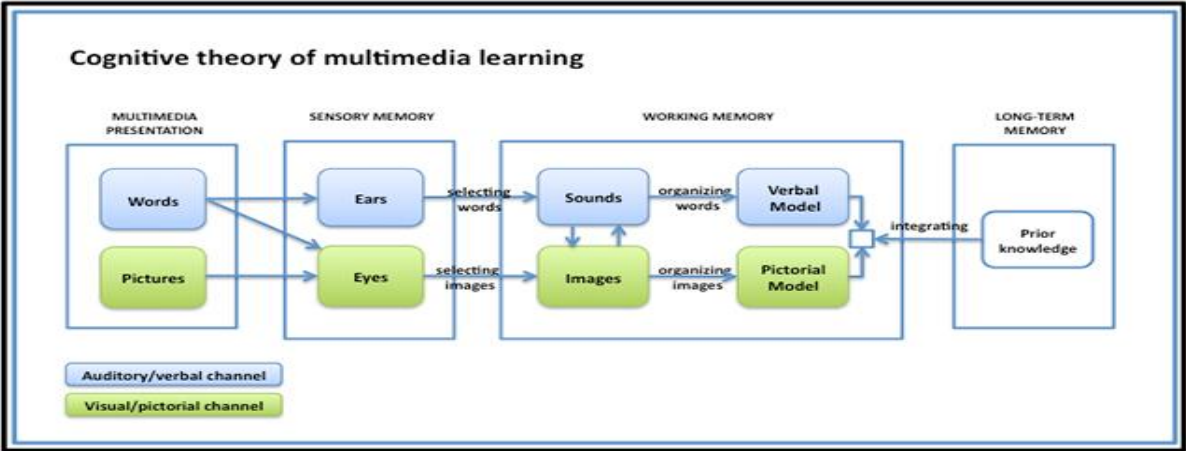 Cognitive theory of multimedia learning
MULTIMEDIA
PRESENTATION
SENSORY MEMORY
WORKING MEMORY
LONG-TERM
MEMORY
Words
Ears
selecting
words
Sounds
organizing
words
Verbal
Model
integrating
Prior
knowledge
Pictures
Eyes
selecting
images
Images
organizing
images
Pictorial
Model
Auditory/verbal channel
Visual/pictorial channel